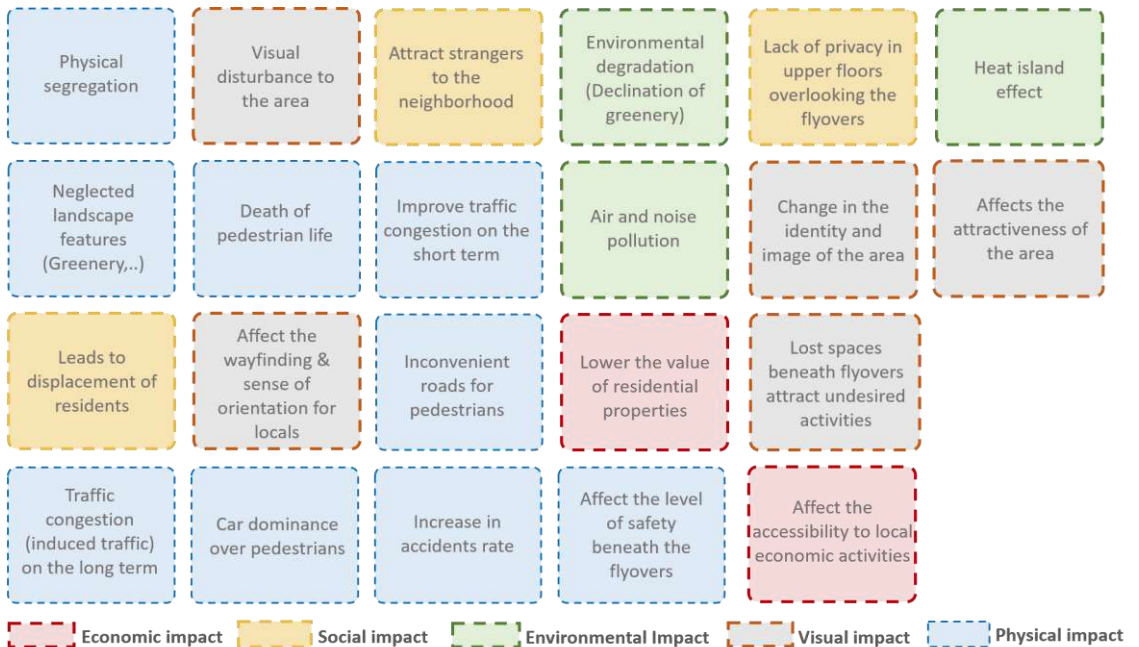 Physical
segregation
Visual
disturbance to
the area
Attract strangers
to the
neighborhood
Environmental
degradation
(Declination of
greenery)
Lack of privacy in
upper floors
overlooking the
flyovers
Heat island
effect
Neglected
landscape
features
(Greenery,..)
Death of
pedestrian life
Improve traffic
congestion on the
short term
Air and noise
pollution
Change in the
identity and
image of the area
Affects the
attractiveness of
the area
Leads to
displacement of
residents
Affect the
wayfinding &
sense of
orientation for
locals
Inconvenient
roads for
pedestrians
Lower the value
of residential
properties
Lost spaces
beneath flyovers
attract undesired
activities
Traffic
congestion
(induced traffic)
on the long term
Car dominance
over pedestrians
Increase in
accidents rate
Affect the level
of safety
beneath the
flyovers
Affect the
accessibility to local
economic activities
Economic impact
Social impact
Environmental Impact
Visual impact
Physical impact